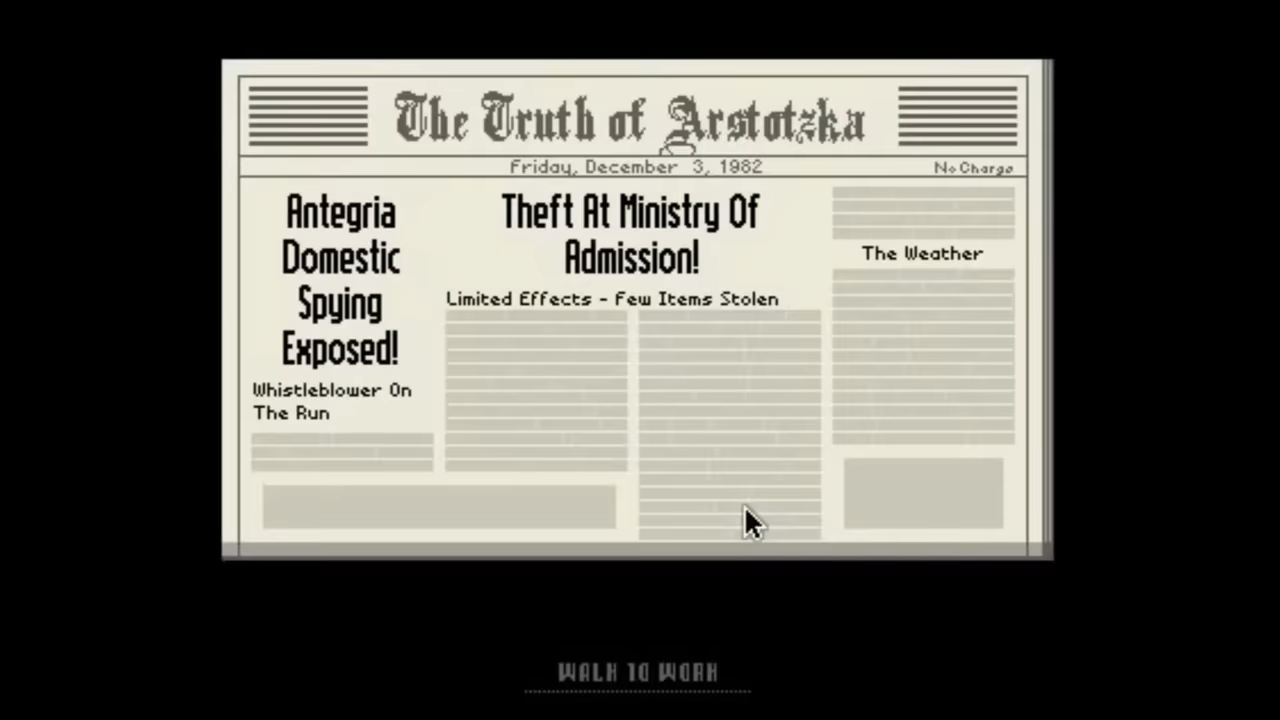 The Truth of Arstotzka
Friday, December 3, 1982
No Charge
Antegria
Domestic
Spying
Exposed!
Whistleblower On
The Run
Theft At Ministry Of
Admission!
Limited Effects - Few Items Stolen
The Weather
WALK TO WORK